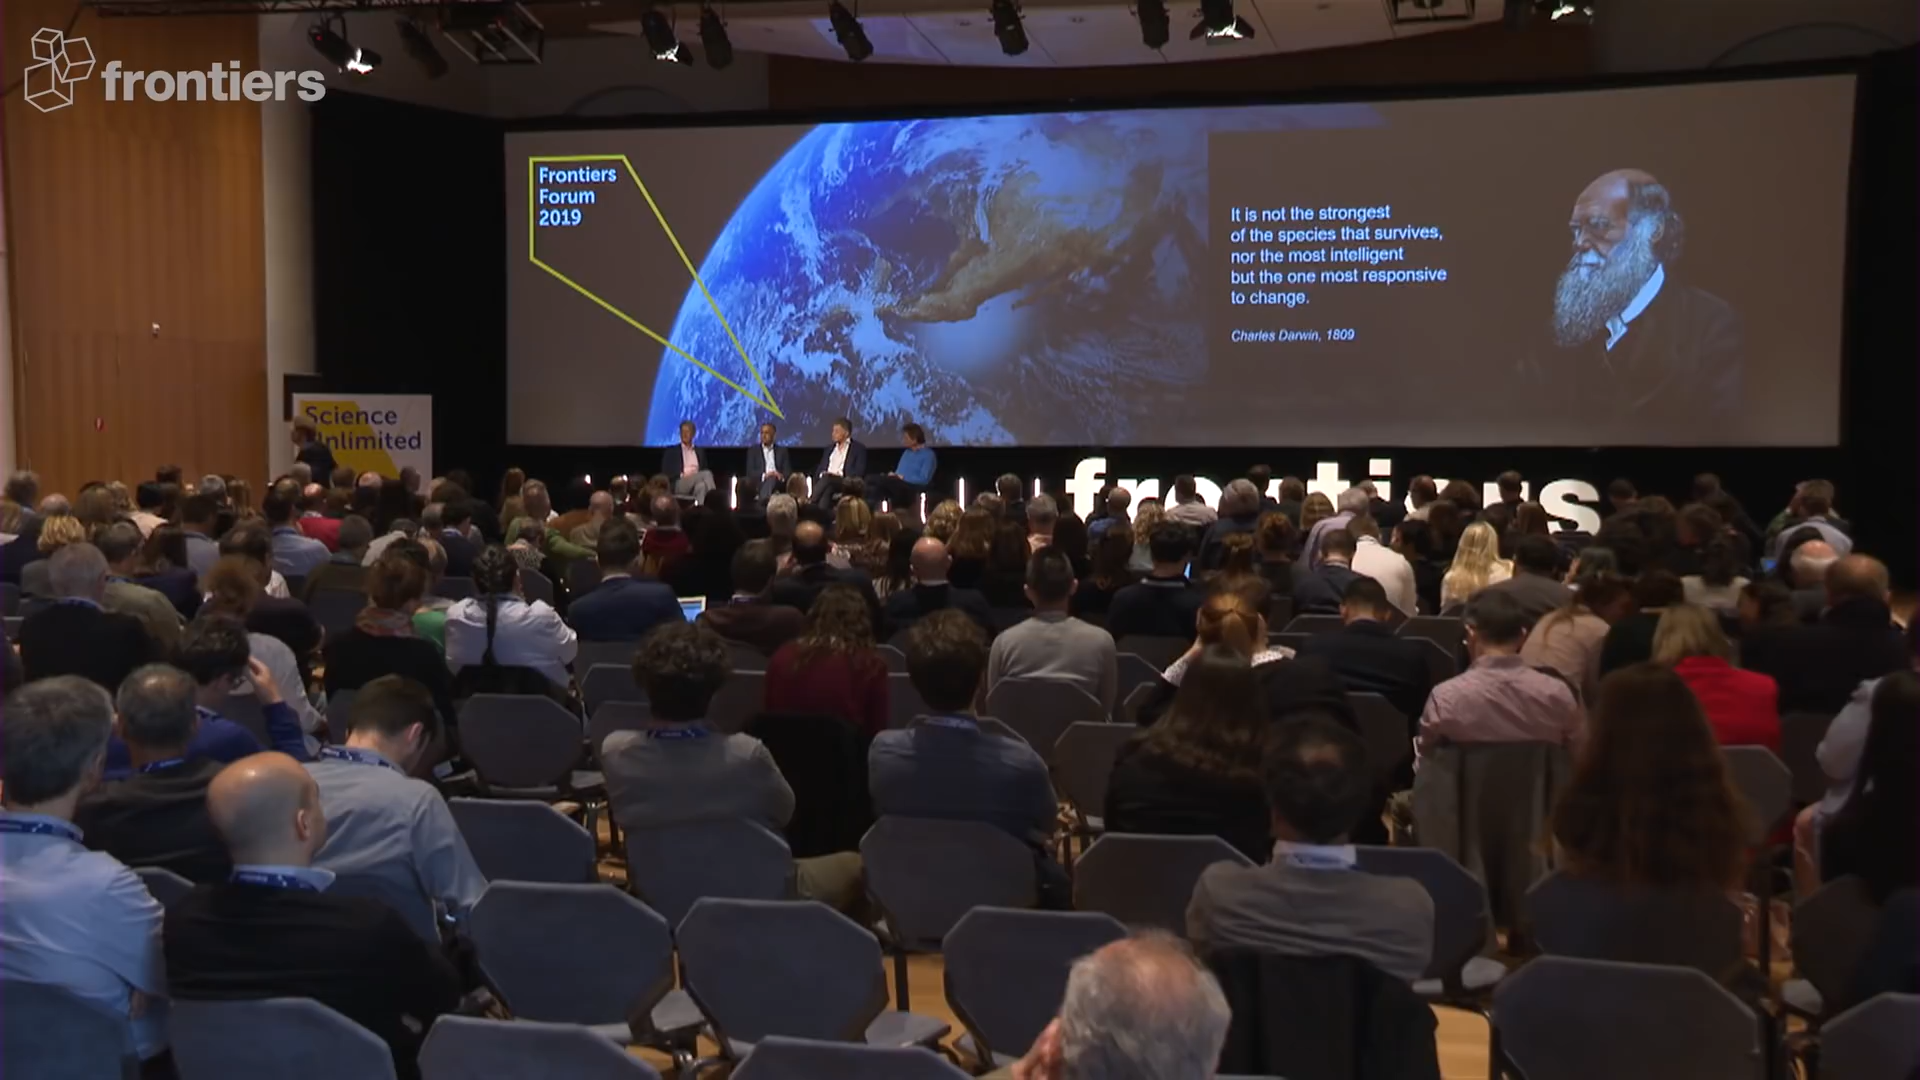 frontiers
Frontiers
Forum
2019
It is not the strongest
of the species that survives,
nor the most intelligent
but the one most responsive
to change.
Charles Darwin, 1809
Science
Unlimited
frontiers